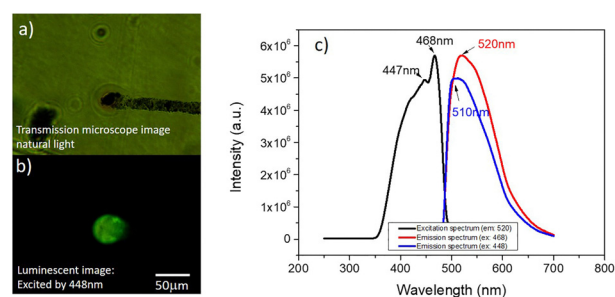 a)
Transmission microscope image
natural light
b)
Luminescent image:
Excited by 448nm
50μm
c)
468nm
520nm
447nm
510nm
6x10⁶
5x10⁶
4x10⁶
3x10⁶
2x10⁶
1x10⁶
0
Intensity (a.u.)
Excitation spectrum (em: 520)
Emission spectrum (ex: 468)
Emission spectrum (ex: 448)
200 300 400 500 600 700 800
Wavelength (nm)